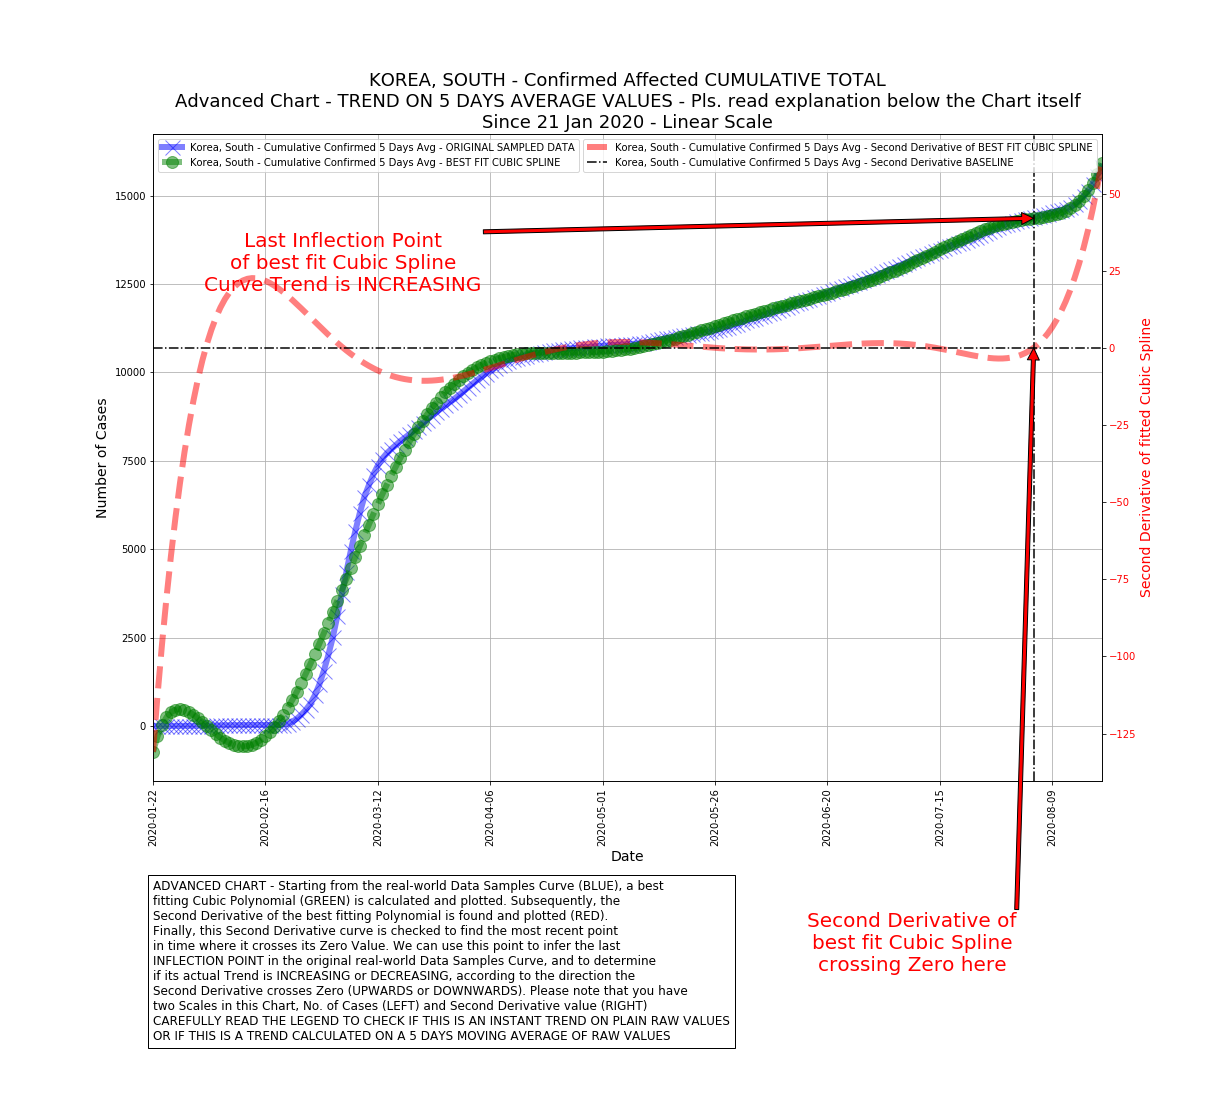 KOREA, SOUTH - Confirmed Affected CUMULATIVE TOTAL
Advanced Chart - TREND ON 5 DAYS AVERAGE VALUES - Pls. read explanation below the Chart itself
Since 21 Jan 2020 - Linear Scale
Korea, South - Cumulative Confirmed 5 Days Avg - ORIGINAL SAMPLED DATA
Korea, South - Cumulative Confirmed 5 Days Avg - BEST FIT CUBIC SPLINE
Korea, South - Cumulative Confirmed 5 Days Avg - Second Derivative of BEST FIT CUBIC SPLINE
Korea, South - Cumulative Confirmed 5 Days Avg - Second Derivative BASELINE
Last Inflection Point
of best fit Cubic Spline
Curve Trend is INCREASING
Number of Cases
15000
12500
10000
7500
5000
2500
0
50
25
0
−25
−50
−75
−100
−125
Second Derivative of fitted Cubic Spline
2020-01-22
2020-02-16
2020-03-12
2020-04-06
2020-05-01
2020-05-26
2020-06-20
2020-07-15
2020-08-09
Date
ADVANCED CHART - Starting from the real-world Data Samples Curve (BLUE), a best
fitting Cubic Polynomial (GREEN) is calculated and plotted. Subsequently, the
Second Derivative of the best fitting Polynomial is found and plotted (RED).
Finally, this Second Derivative curve is checked to find the most recent point
in time where it crosses its Zero Value. We can use this point to infer the last
INFLECTION POINT in the original real-world Data Samples Curve, and to determine
if its actual Trend is INCREASING or DECREASING, according to the direction the
Second Derivative crosses Zero (UPWARDS or DOWNWARDS). Please note that you have
two Scales in this Chart, No. of Cases (LEFT) and Second Derivative value (RIGHT)
CAREFULLY READ THE LEGEND TO CHECK IF THIS IS AN INSTANT TREND ON PLAIN RAW VALUES
OR IF THIS IS A TREND CALCULATED ON A 5 DAYS MOVING AVERAGE OF RAW VALUES
Second Derivative of
best fit Cubic Spline
crossing Zero here